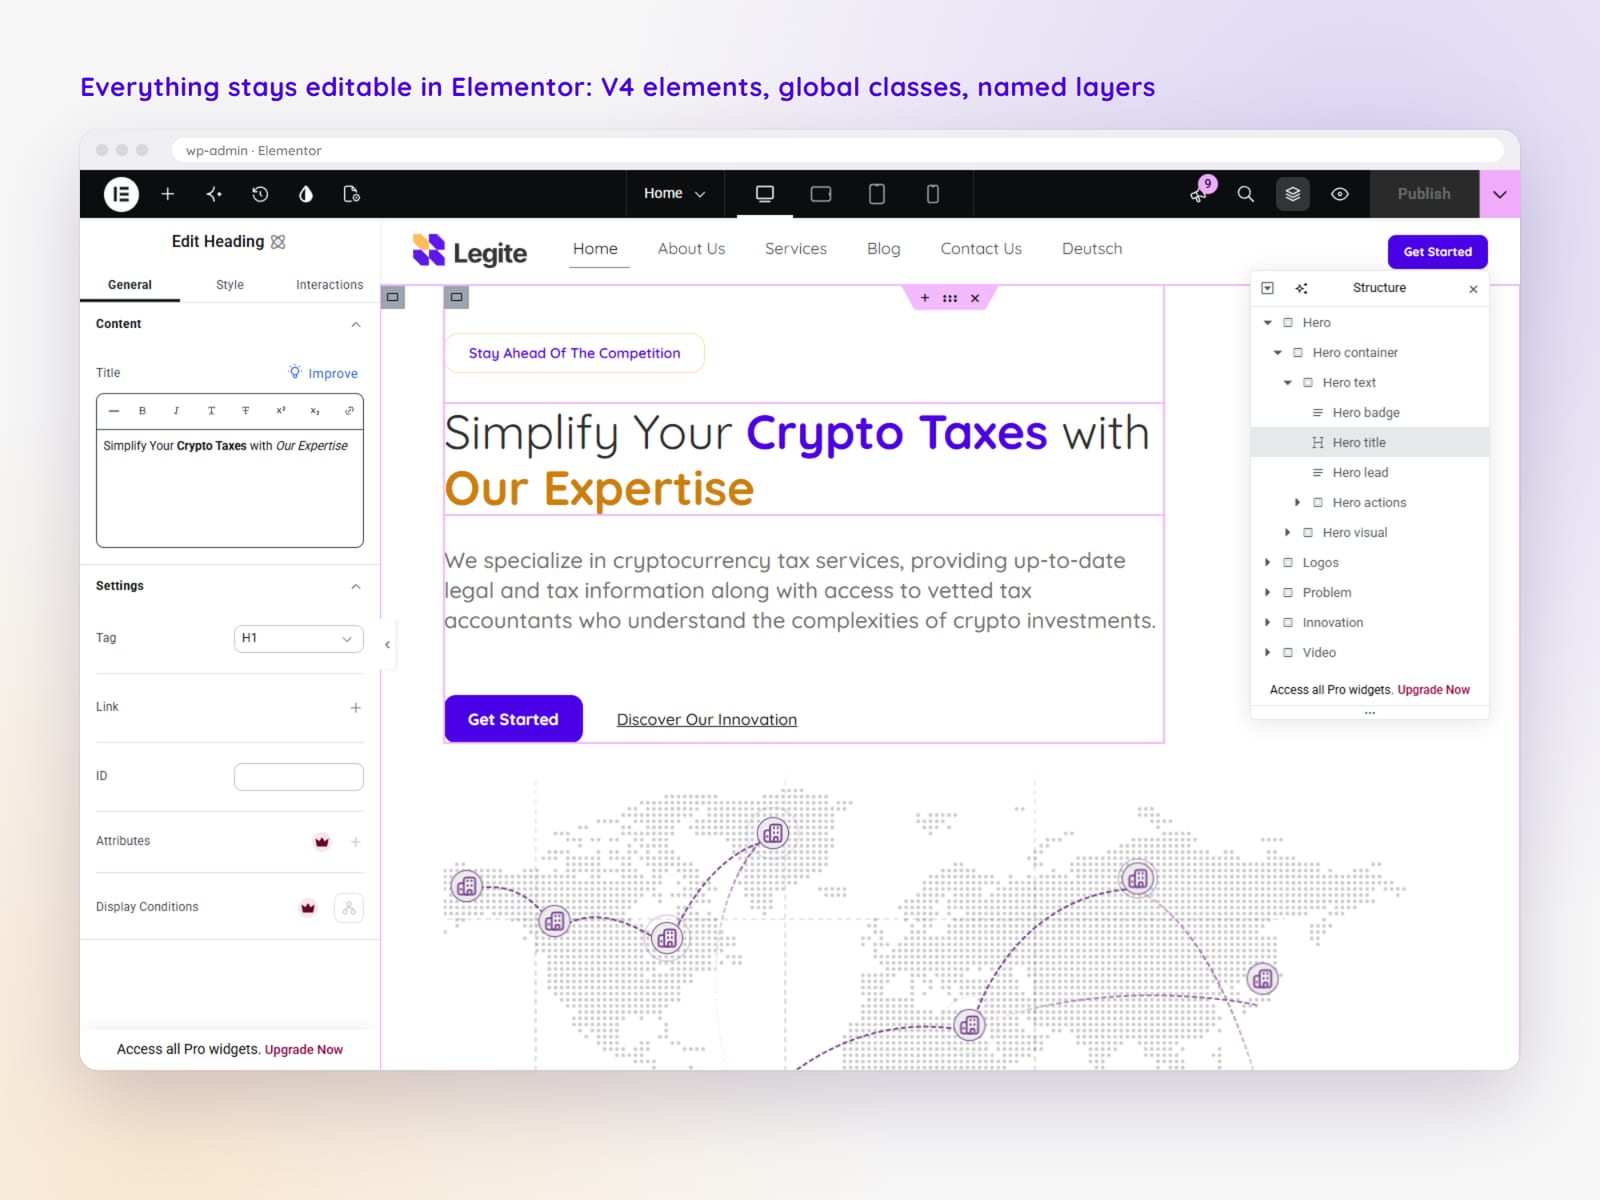 Everything stays editable in Elementor: V4 elements, global classes, named layers
wp-admin · Elementor
Home
9
Publish
Edit Heading
General Style Interactions
Content
Title
Improve
B I T T x² x₂
Simplify Your Crypto Taxes with Our Expertise
Settings
Tag
H1
Link
ID
Attributes
Display Conditions
Access all Pro widgets. Upgrade Now
Legite
Home About Us Services Blog Contact Us Deutsch
Get Started
Stay Ahead Of The Competition
Simplify Your Crypto Taxes with
Our Expertise
We specialize in cryptocurrency tax services, providing up-to-date
legal and tax information along with access to vetted tax
accountants who understand the complexities of crypto investments.
Get Started
Discover Our Innovation
Structure
Hero
Hero container
Hero text
Hero badge
Hero title
Hero lead
Hero actions
Hero visual
Logos
Problem
Innovation
Video
Access all Pro widgets. Upgrade Now